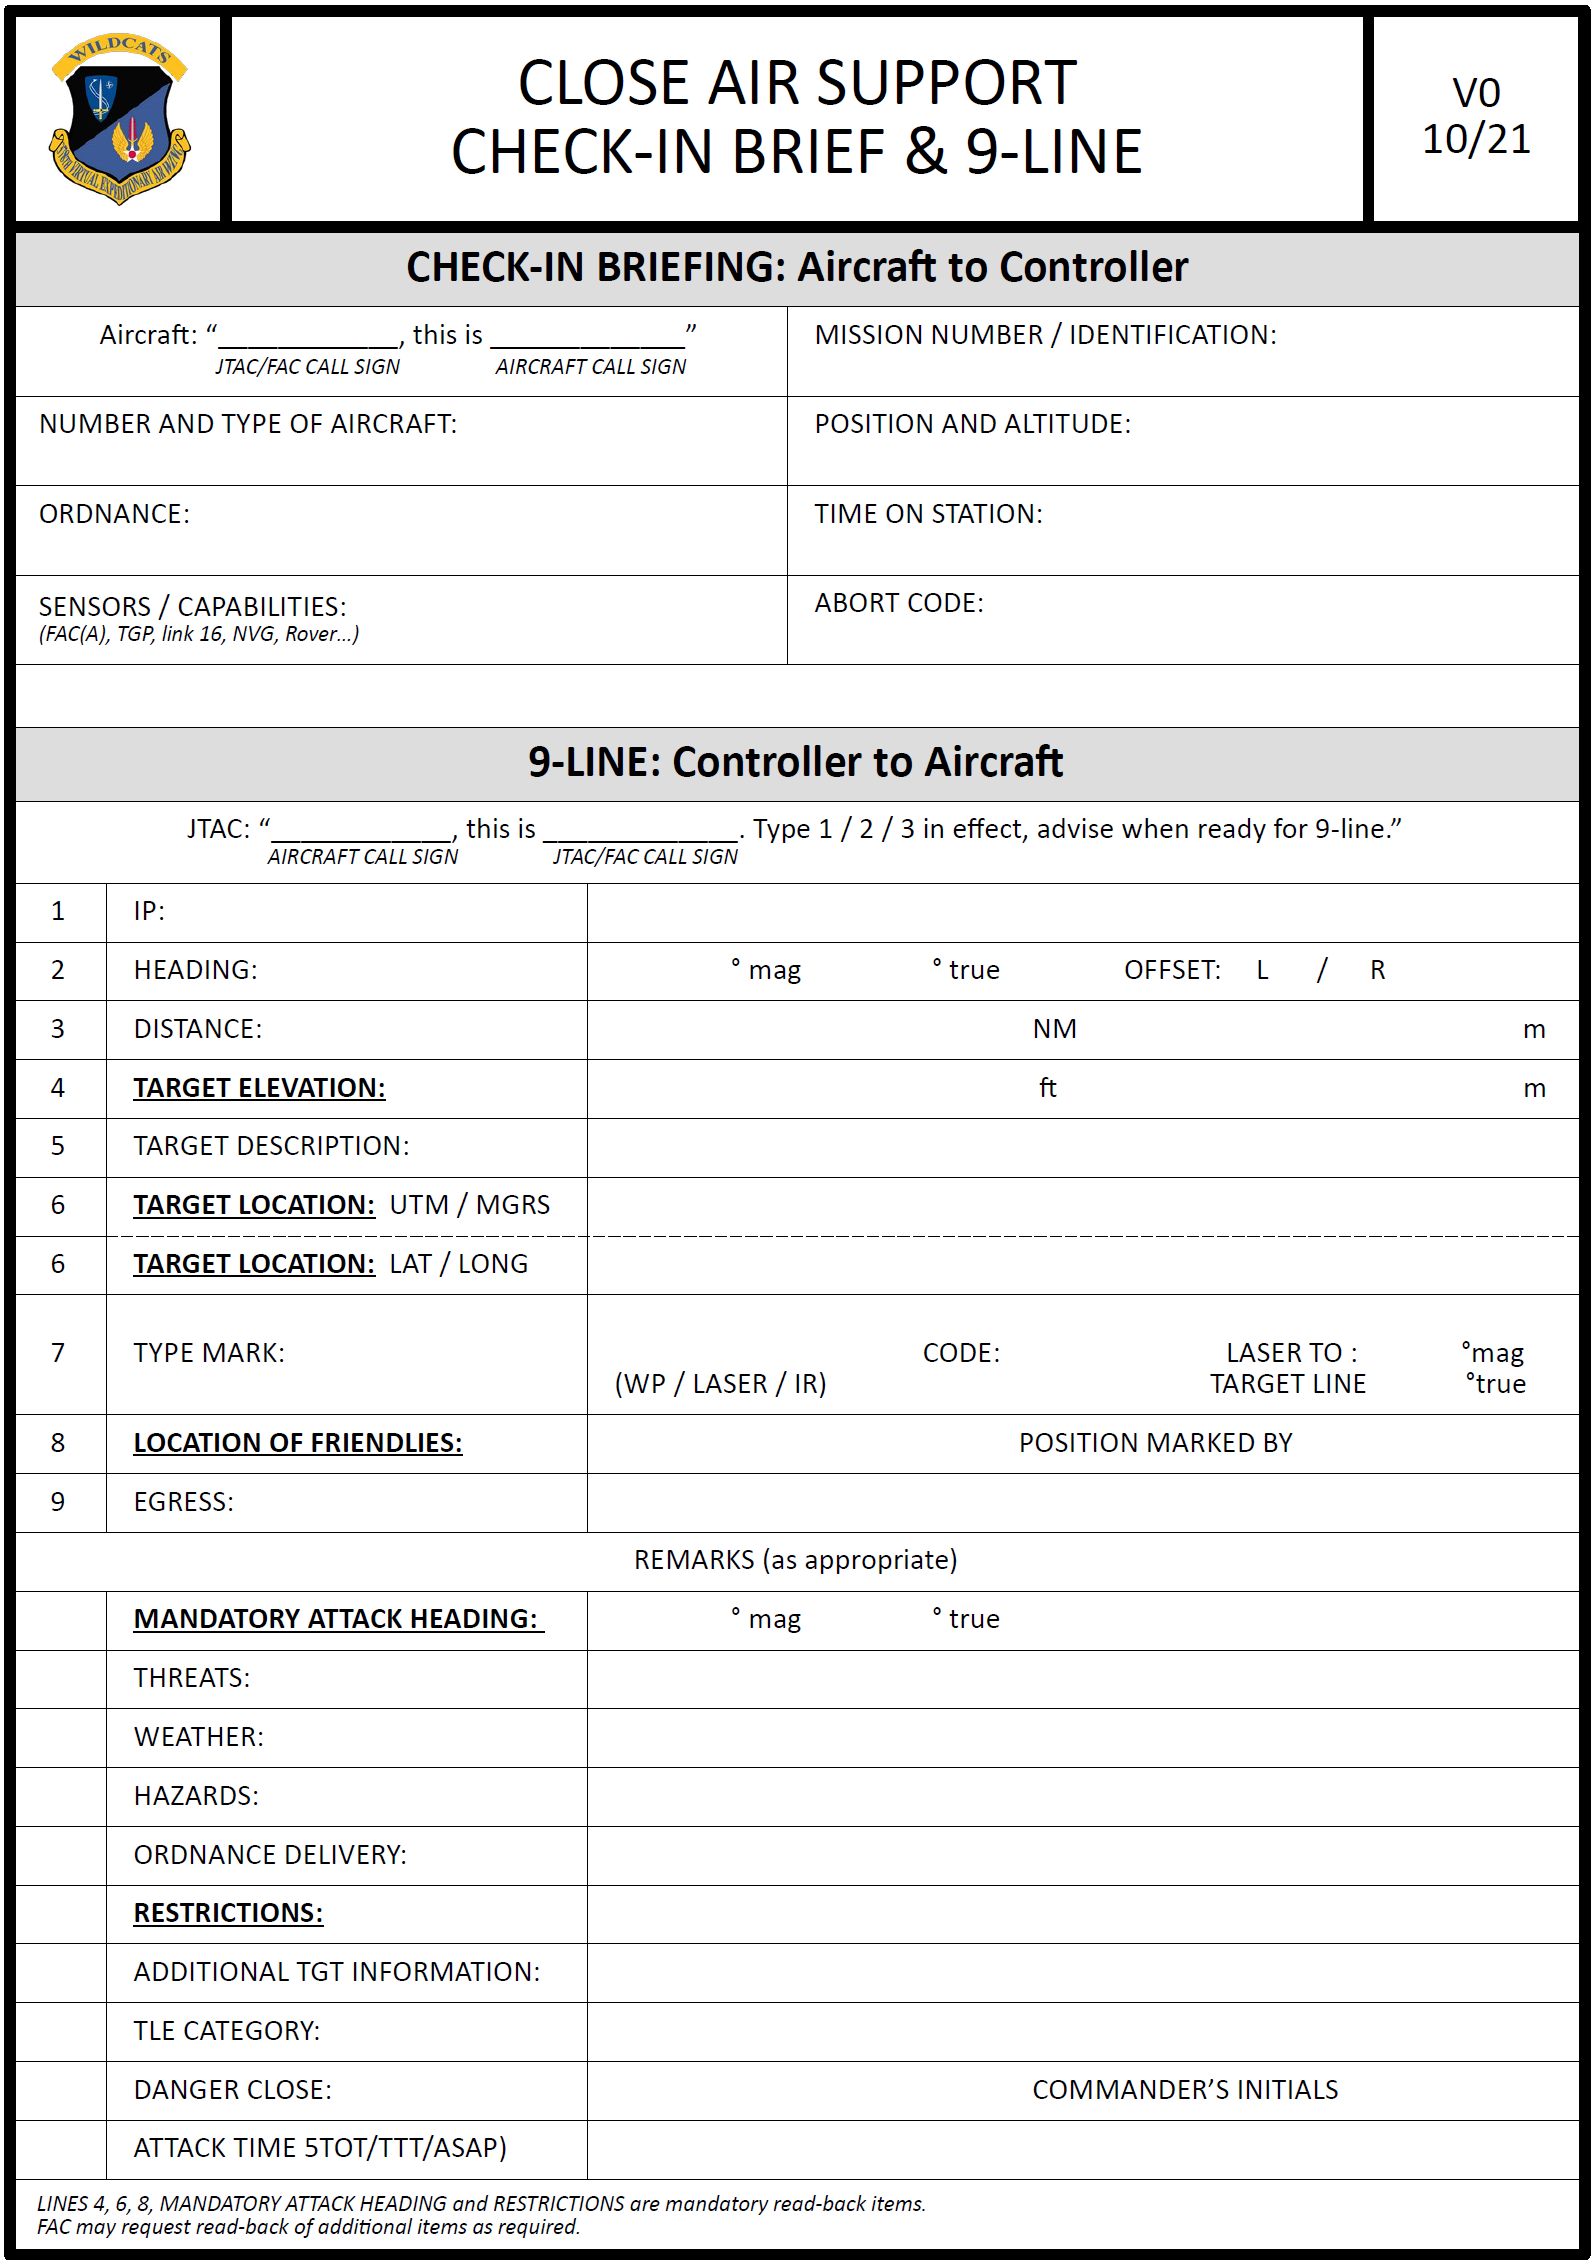 WILDCATS
VIRTUAL EXPEDITIONARY AIR WING
CLOSE AIR SUPPORT
CHECK-IN BRIEF & 9-LINE
V0
10/21
CHECK-IN BRIEFING: Aircraft to Controller
Aircraft: “____________, this is _____________”
JTAC/FAC CALL SIGN AIRCRAFT CALL SIGN
MISSION NUMBER / IDENTIFICATION:
NUMBER AND TYPE OF AIRCRAFT:
POSITION AND ALTITUDE:
ORDNANCE:
TIME ON STATION:
SENSORS / CAPABILITIES:
(FAC(A), TGP, link 16, NVG, Rover...)
ABORT CODE:
9-LINE: Controller to Aircraft
JTAC: “____________, this is _____________. Type 1 / 2 / 3 in effect, advise when ready for 9-line.”
AIRCRAFT CALL SIGN JTAC/FAC CALL SIGN
1 IP:
2 HEADING: ° mag ° true OFFSET: L / R
3 DISTANCE: NM m
4 TARGET ELEVATION: ft m
5 TARGET DESCRIPTION:
6 TARGET LOCATION: UTM / MGRS
6 TARGET LOCATION: LAT / LONG
7 TYPE MARK: CODE: LASER TO : °mag
(WP / LASER / IR) TARGET LINE °true
8 LOCATION OF FRIENDLIES: POSITION MARKED BY
9 EGRESS:
REMARKS (as appropriate)
MANDATORY ATTACK HEADING: ° mag ° true
THREATS:
WEATHER:
HAZARDS:
ORDNANCE DELIVERY:
RESTRICTIONS:
ADDITIONAL TGT INFORMATION:
TLE CATEGORY:
DANGER CLOSE: COMMANDER’S INITIALS
ATTACK TIME 5TOT/TTT/ASAP)
LINES 4, 6, 8, MANDATORY ATTACK HEADING and RESTRICTIONS are mandatory read-back items.
FAC may request read-back of additional items as required.